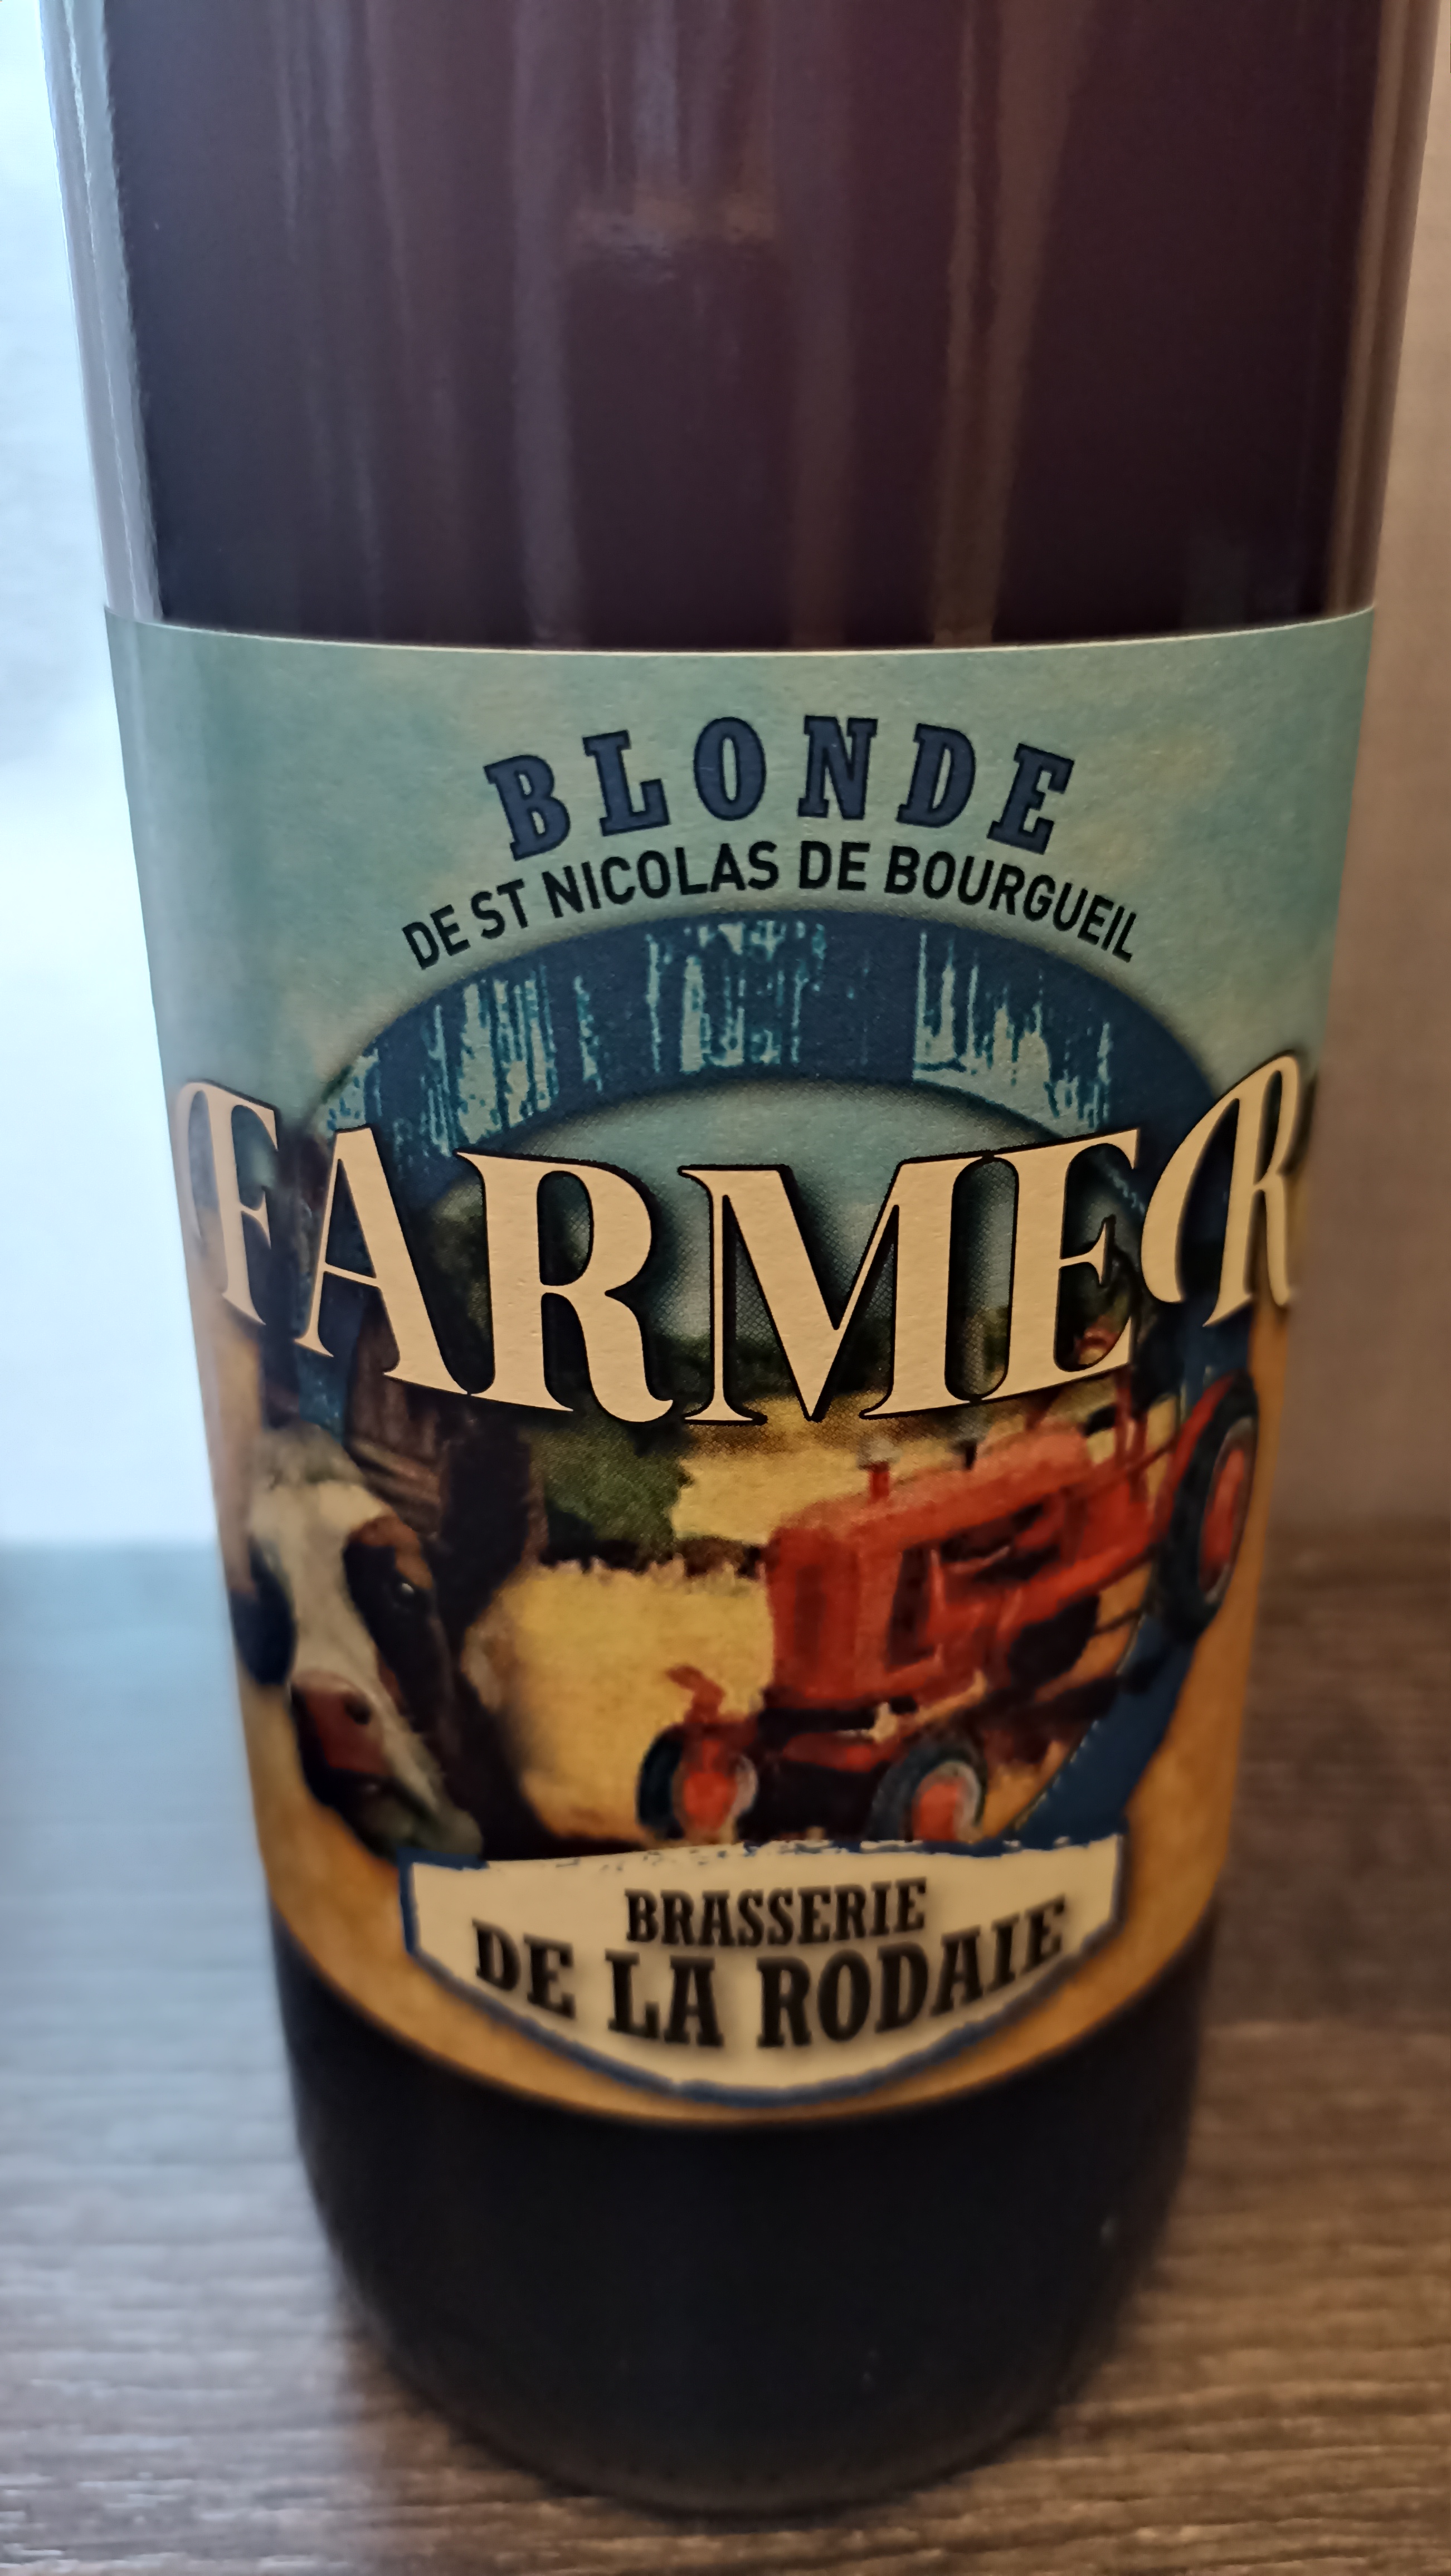 BLONDE
DE ST NICOLAS DE BOURGUEIL
FARMER
BRASSERIE
DE LA RODAIE